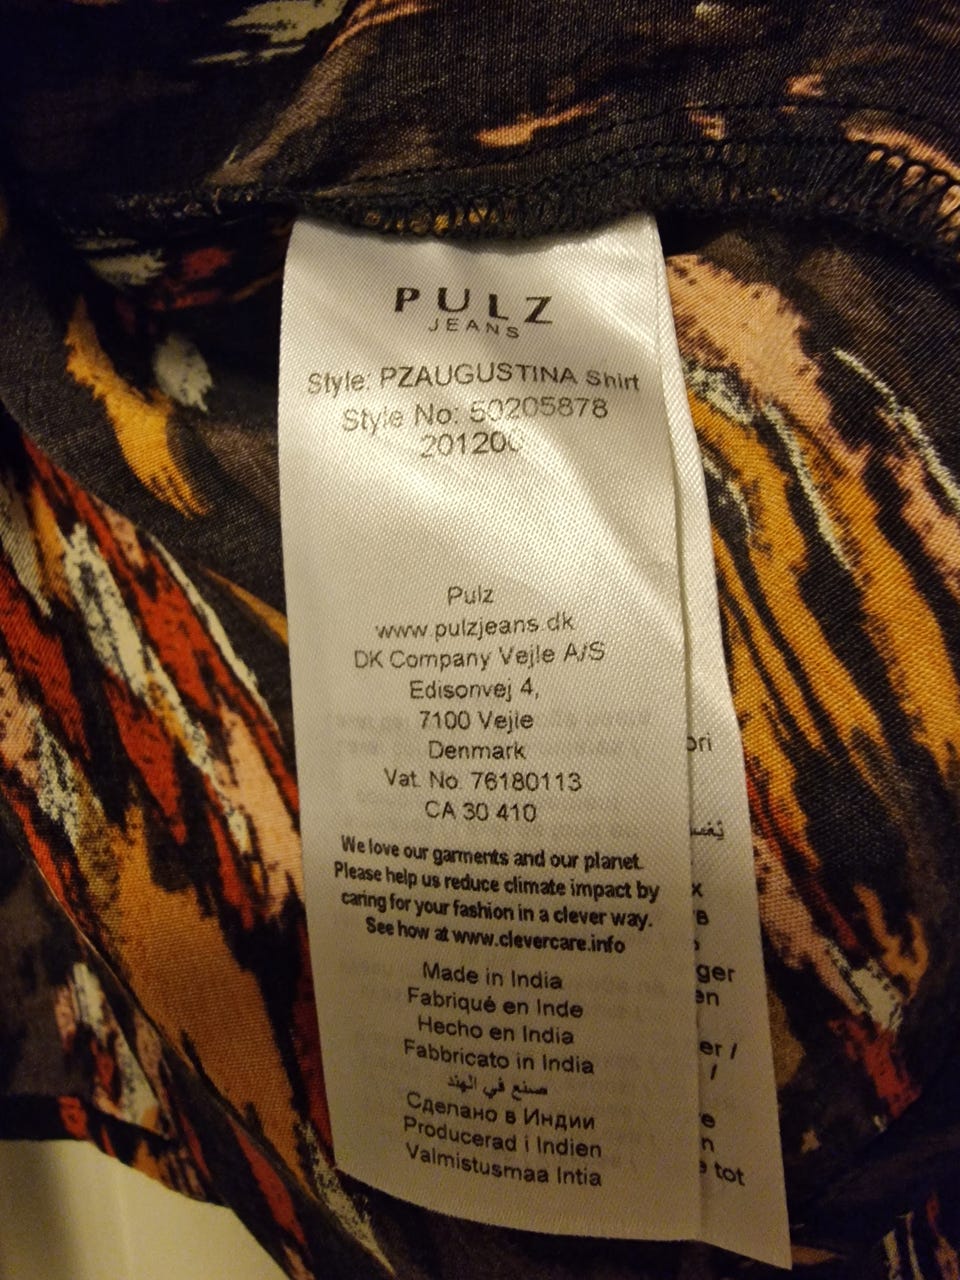 PULZ
JEANS
Style: PZAUGUSTINA Shirt
Style No: 50205878
Pulz
www.pulzjeans.dk
DK Company Vejle A/S
Edisonvej 4,
7100 Vejle
Denmark
Vat. No. 76180113
CA 30 410
We love our garments and our planet.
Please help us reduce climate impact by
caring for your fashion in a clever way.
See how at www.clevercare.info
Made in India
Fabriqué en Inde
Hecho en India
Fabbricato in India
صنع في الهند
Сделано в Индии
Producerad i Indien
Valmistusmaa Intia
tot